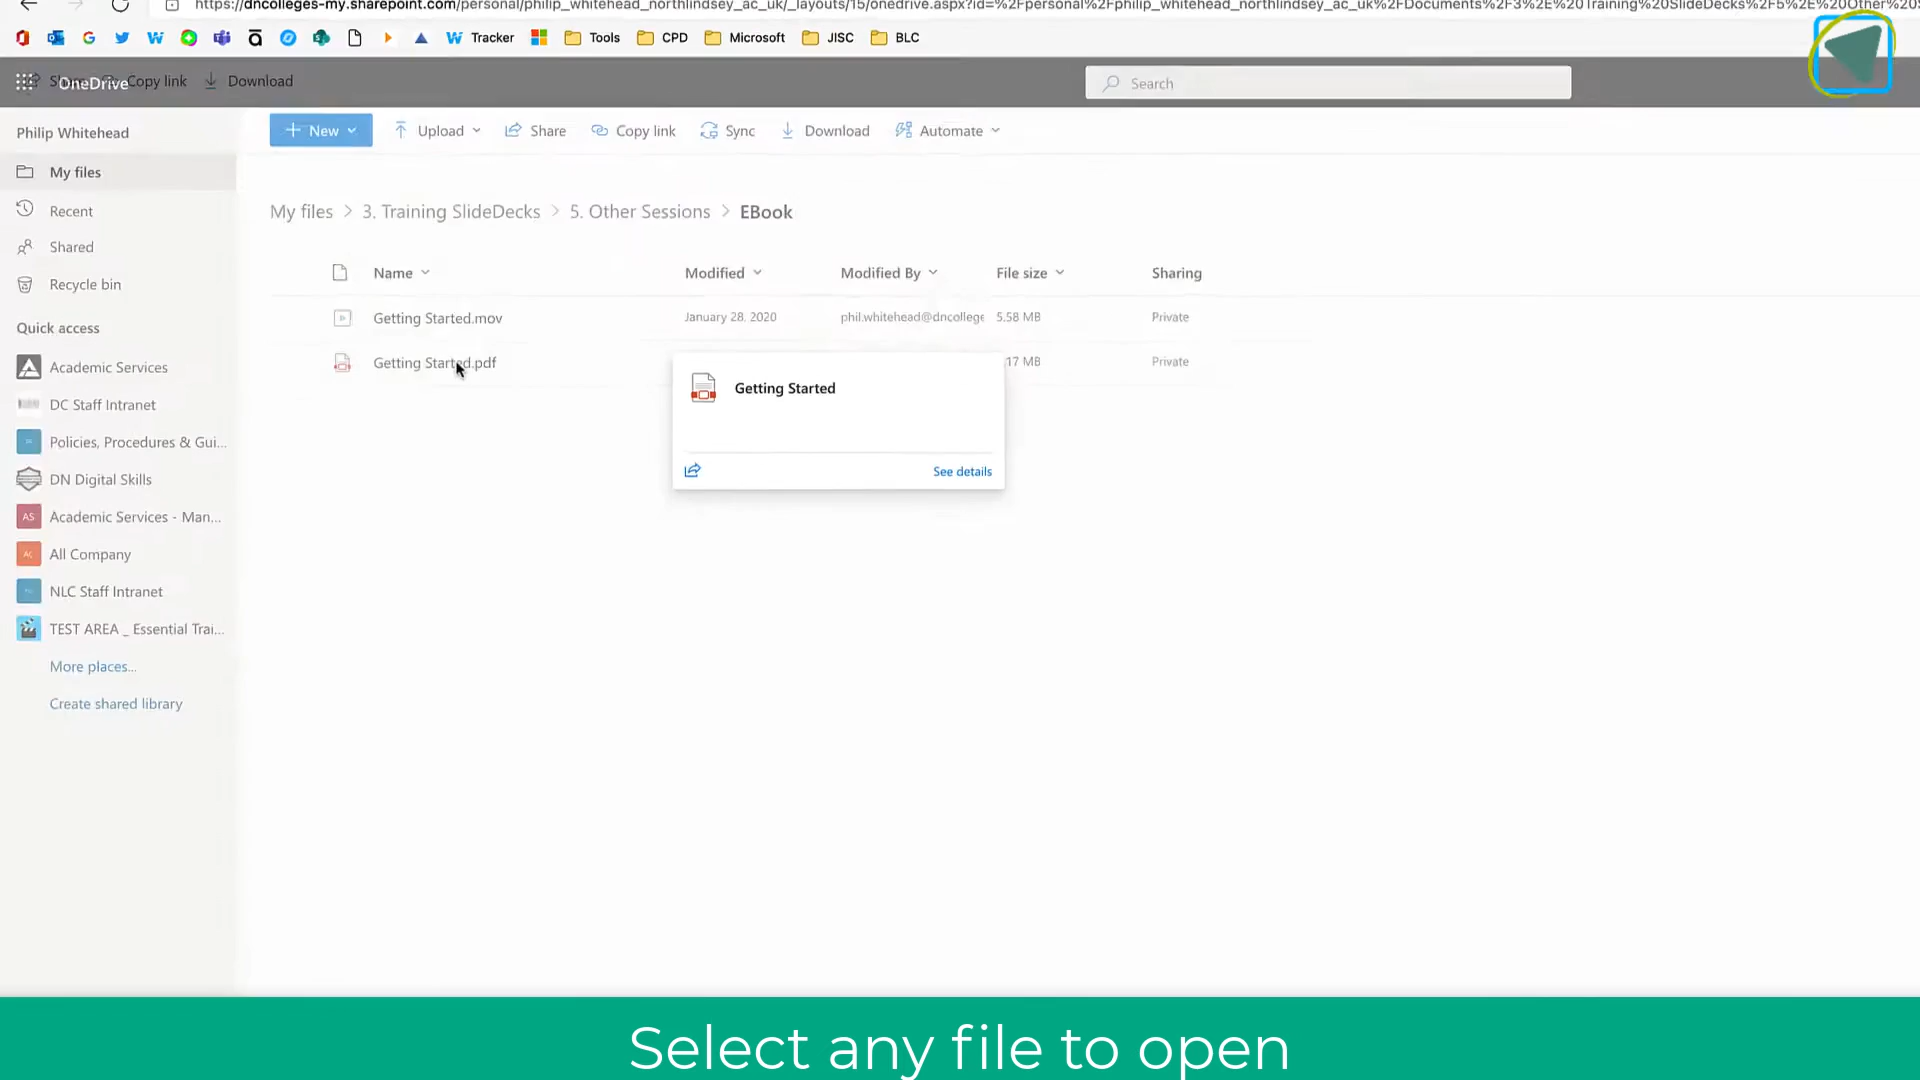 https://dncolleges-my.sharepoint.com/personal/philip_whitehead_northlindsey_ac_uk/_layouts/15/onedrive.aspx?id=%2Fpersonal%2Fphilip_whitehead_northlindsey_ac_uk%2FDocuments%2F3%2E%20Training%20SlideDecks%2F5%2E%20Other%20S
Tracker Tools CPD Microsoft JISC BLC
Share OneDrive Copy link Download Search
Philip Whitehead
New Upload Share Copy link Sync Download Automate
My files
Recent
Shared
Recycle bin
Quick access
Academic Services
DC Staff Intranet
Policies, Procedures & Gui...
DN Digital Skills
AS Academic Services - Man...
All Company
NLC Staff Intranet
TEST AREA _ Essential Trai...
More places...
Create shared library
My files > 3. Training SlideDecks > 5. Other Sessions > EBook
Name Modified Modified By File size Sharing
Getting Started.mov January 28, 2020 phil.whitehead@dncollege 5.58 MB Private
Getting Started.pdf 17 MB Private
Getting Started
See details
Select any file to open